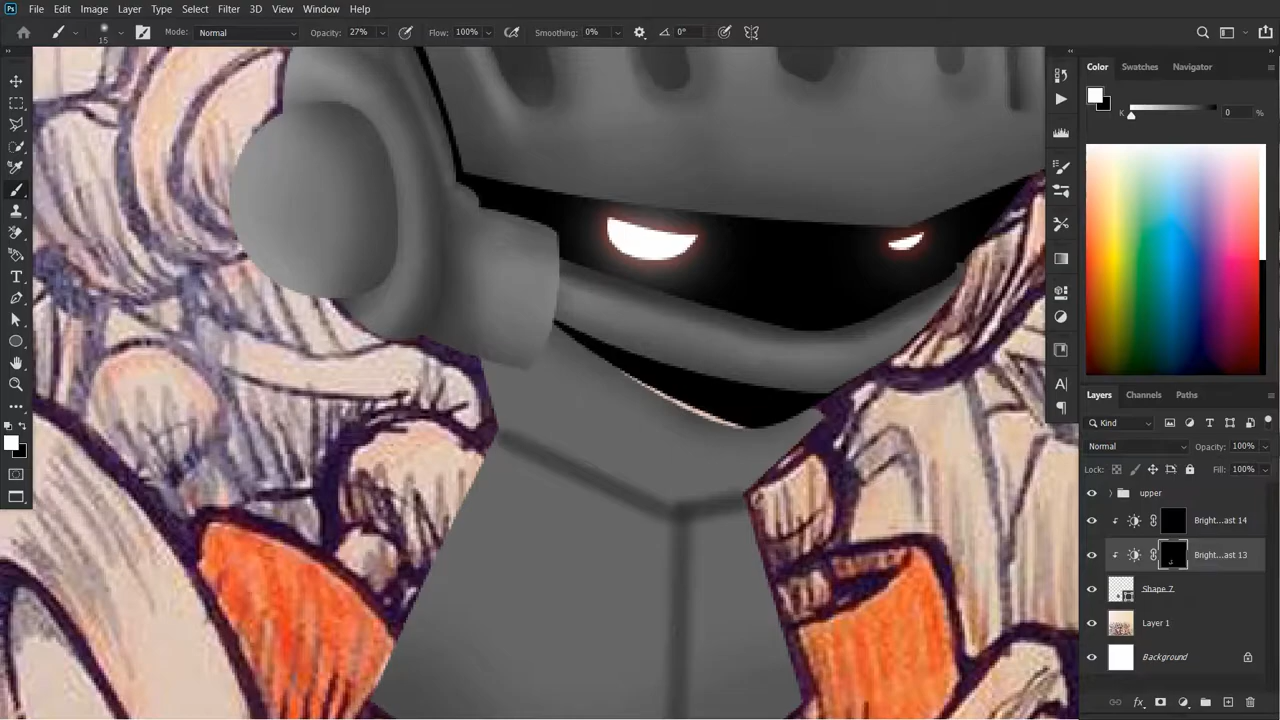 Ps File Edit Image Layer Type Select Filter 3D View Window Help
15 Mode: Normal Opacity: 27% Flow: 100% Smoothing: 0% 0°
Color Swatches Navigator
K 0 %
Layers Channels Paths
Kind
Normal Opacity: 100%
Lock: Fill: 100%
upper
Bright...ast 14
Bright...ast 13
Shape 7
Layer 1
Background